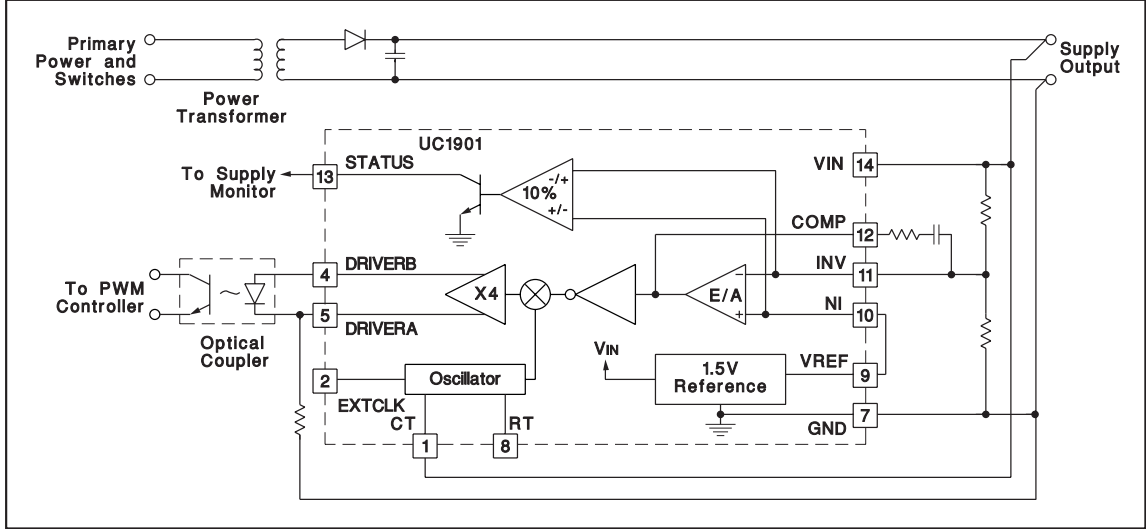 Primary
Power and
Switches
Power
Transformer
Supply
Output
UC1901
To Supply
Monitor
13
STATUS
10%
-/+
+/-
VIN
14
COMP
12
INV
11
NI
10
VREF
9
GND
7
To PWM
Controller
Optical
Coupler
4
DRIVERB
5
DRIVERA
X4
E/A
−
+
VIN
1.5V
Reference
2
EXTCLK
Oscillator
CT
1
RT
8